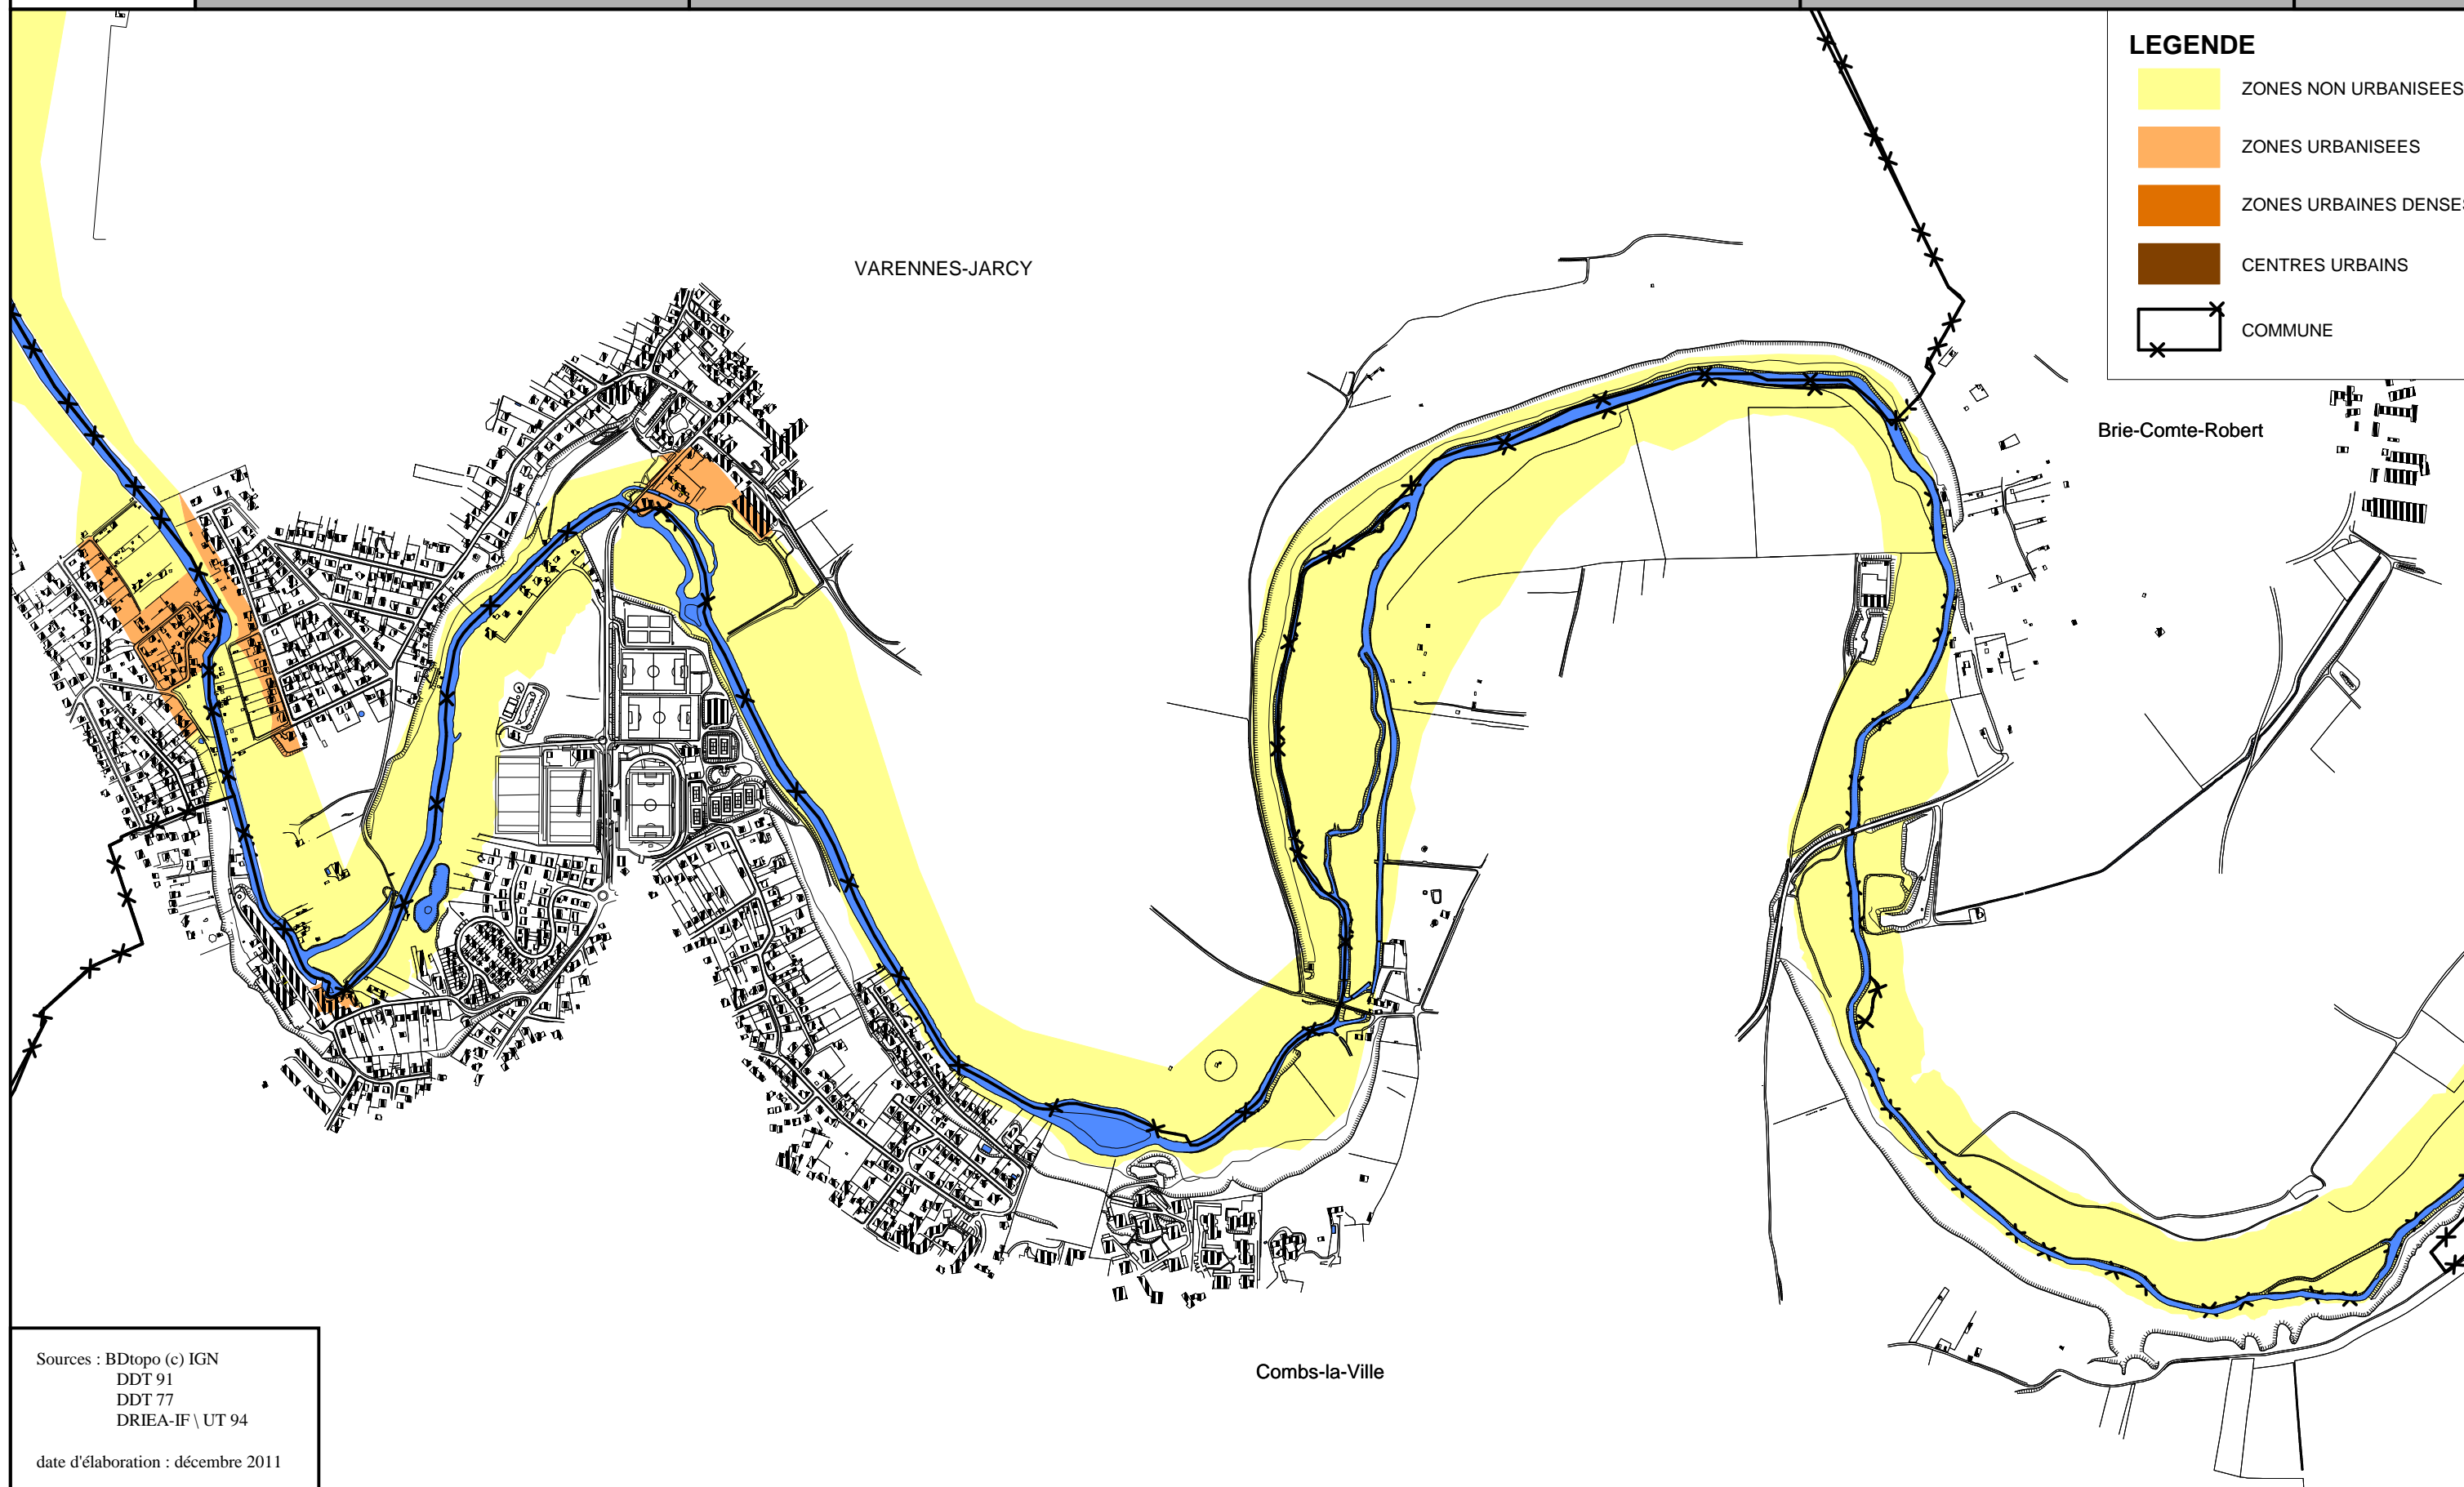 LEGENDE
ZONES NON URBANISEES
ZONES URBANISEES
ZONES URBAINES DENSES
CENTRES URBAINS
COMMUNE
VARENNES-JARCY
Brie-Comte-Robert
Combs-la-Ville
Sources : BDtopo (c) IGN
DDT 91
DDT 77
DRIEA-IF \ UT 94
date d'élaboration : décembre 2011